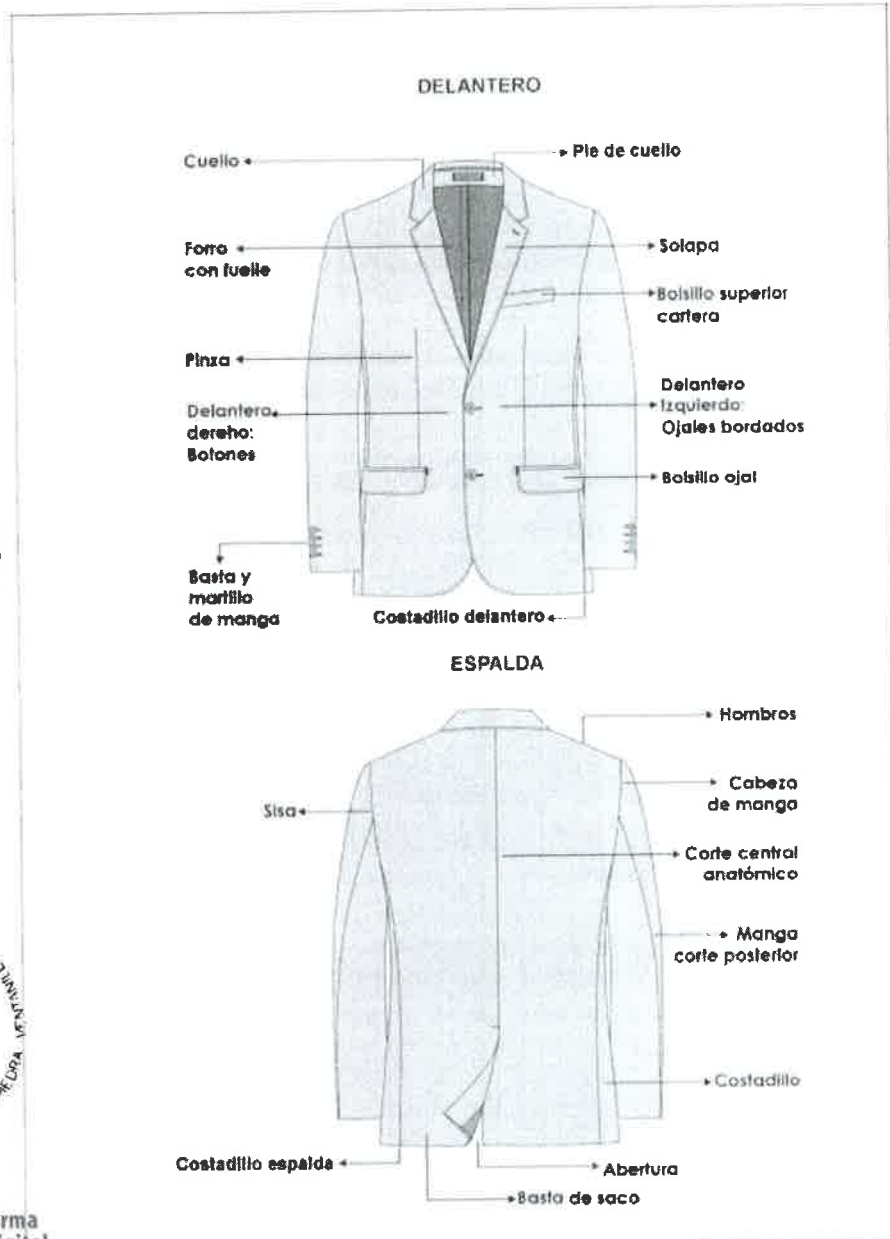 DELANTERO
Cuello
Pie de cuello
Forro
con fuelle
Solapa
Bolsillo superior
cartera
Pinza
Delantero
dereho:
Botones
Delantero
Izquierdo:
Ojales bordados
Bolsillo ojal
Basta y
martillo
de manga
Costadillo delantero
ESPALDA
Hombros
Cabeza
de manga
Sisa
Corte central
anatómico
Manga
corte posterior
Costadillo
Costadillo espalda
Abertura
Basta de saco